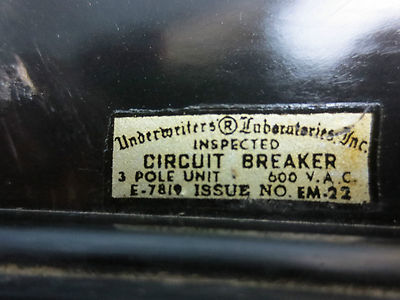 Underwriters® Laboratories, Inc.
INSPECTED
CIRCUIT BREAKER
3 POLE UNIT 600 V.A.C.
E-7819 ISSUE NO. EM-22